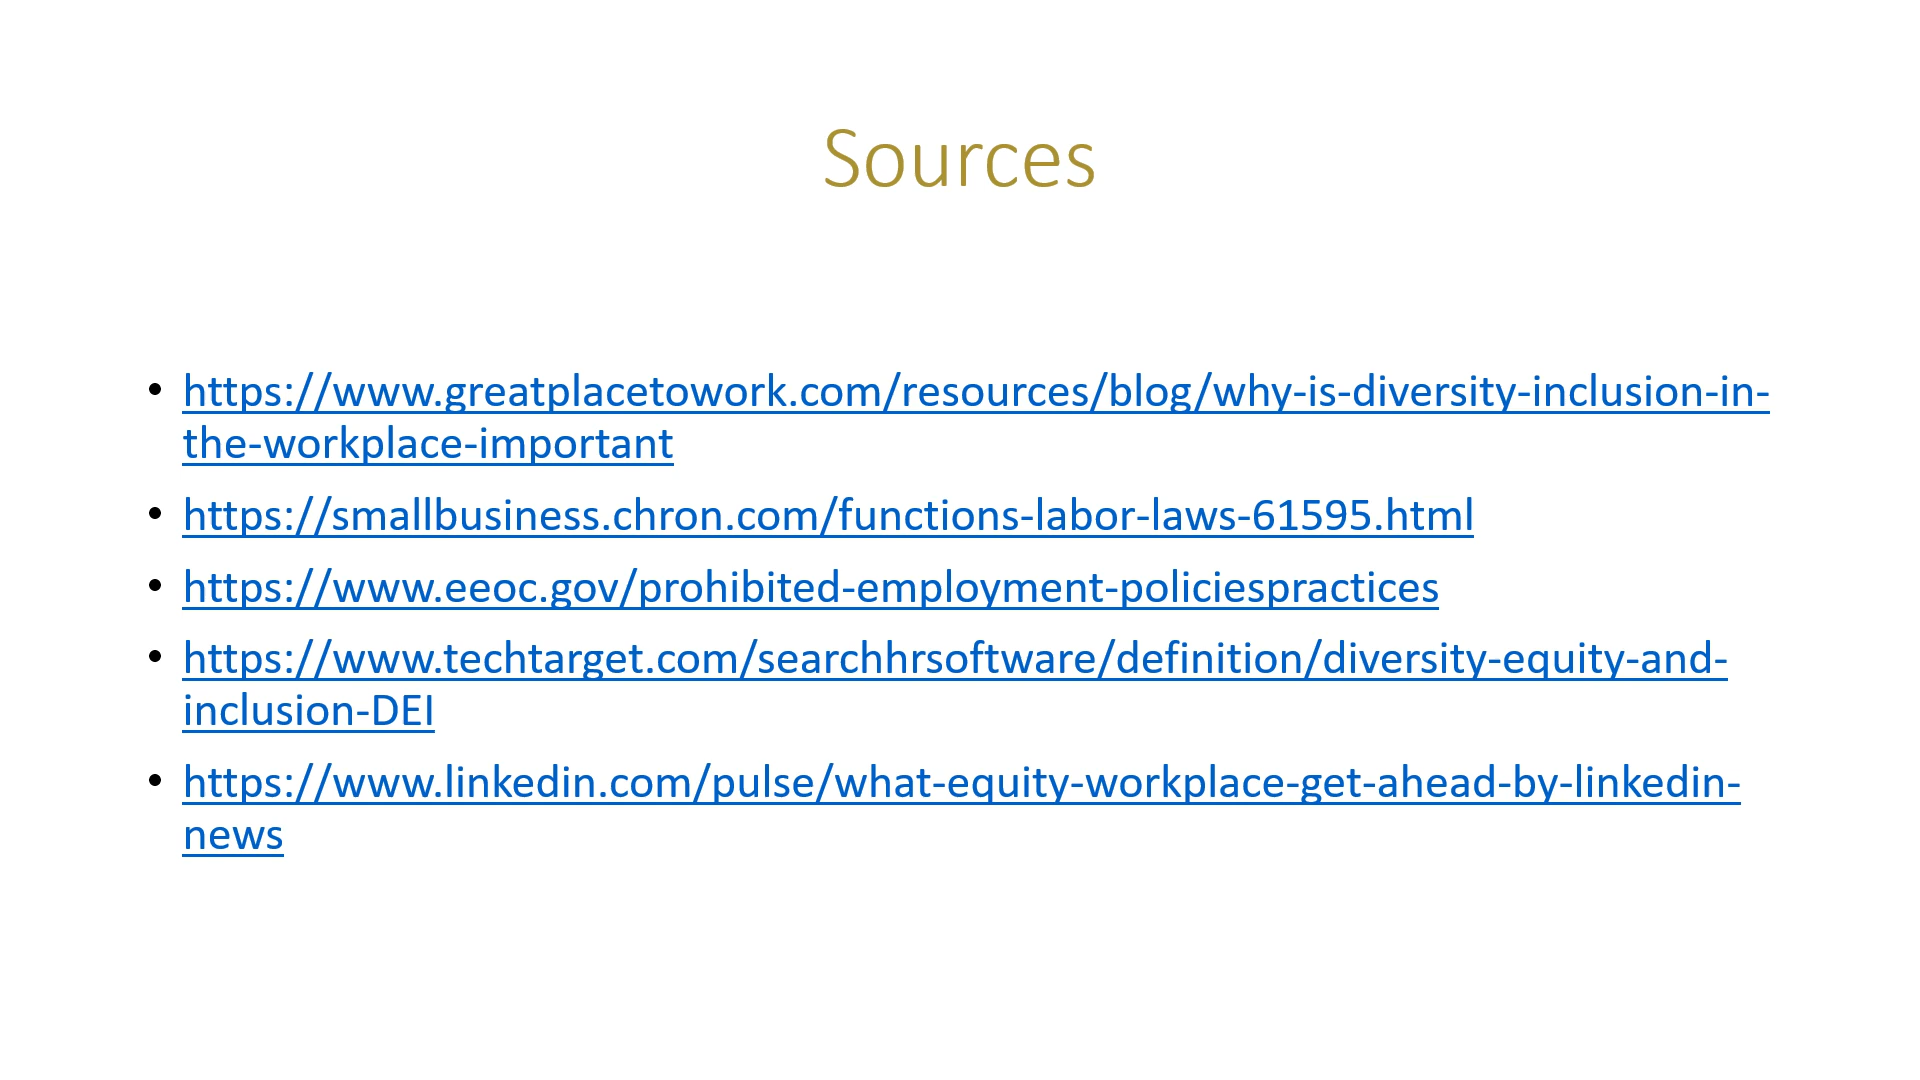 Sources
• https://www.greatplacetowork.com/resources/blog/why-is-diversity-inclusion-in-
the-workplace-important
• https://smallbusiness.chron.com/functions-labor-laws-61595.html
• https://www.eeoc.gov/prohibited-employment-policiespractices
• https://www.techtarget.com/searchhrsoftware/definition/diversity-equity-and-
inclusion-DEI
• https://www.linkedin.com/pulse/what-equity-workplace-get-ahead-by-linkedin-
news